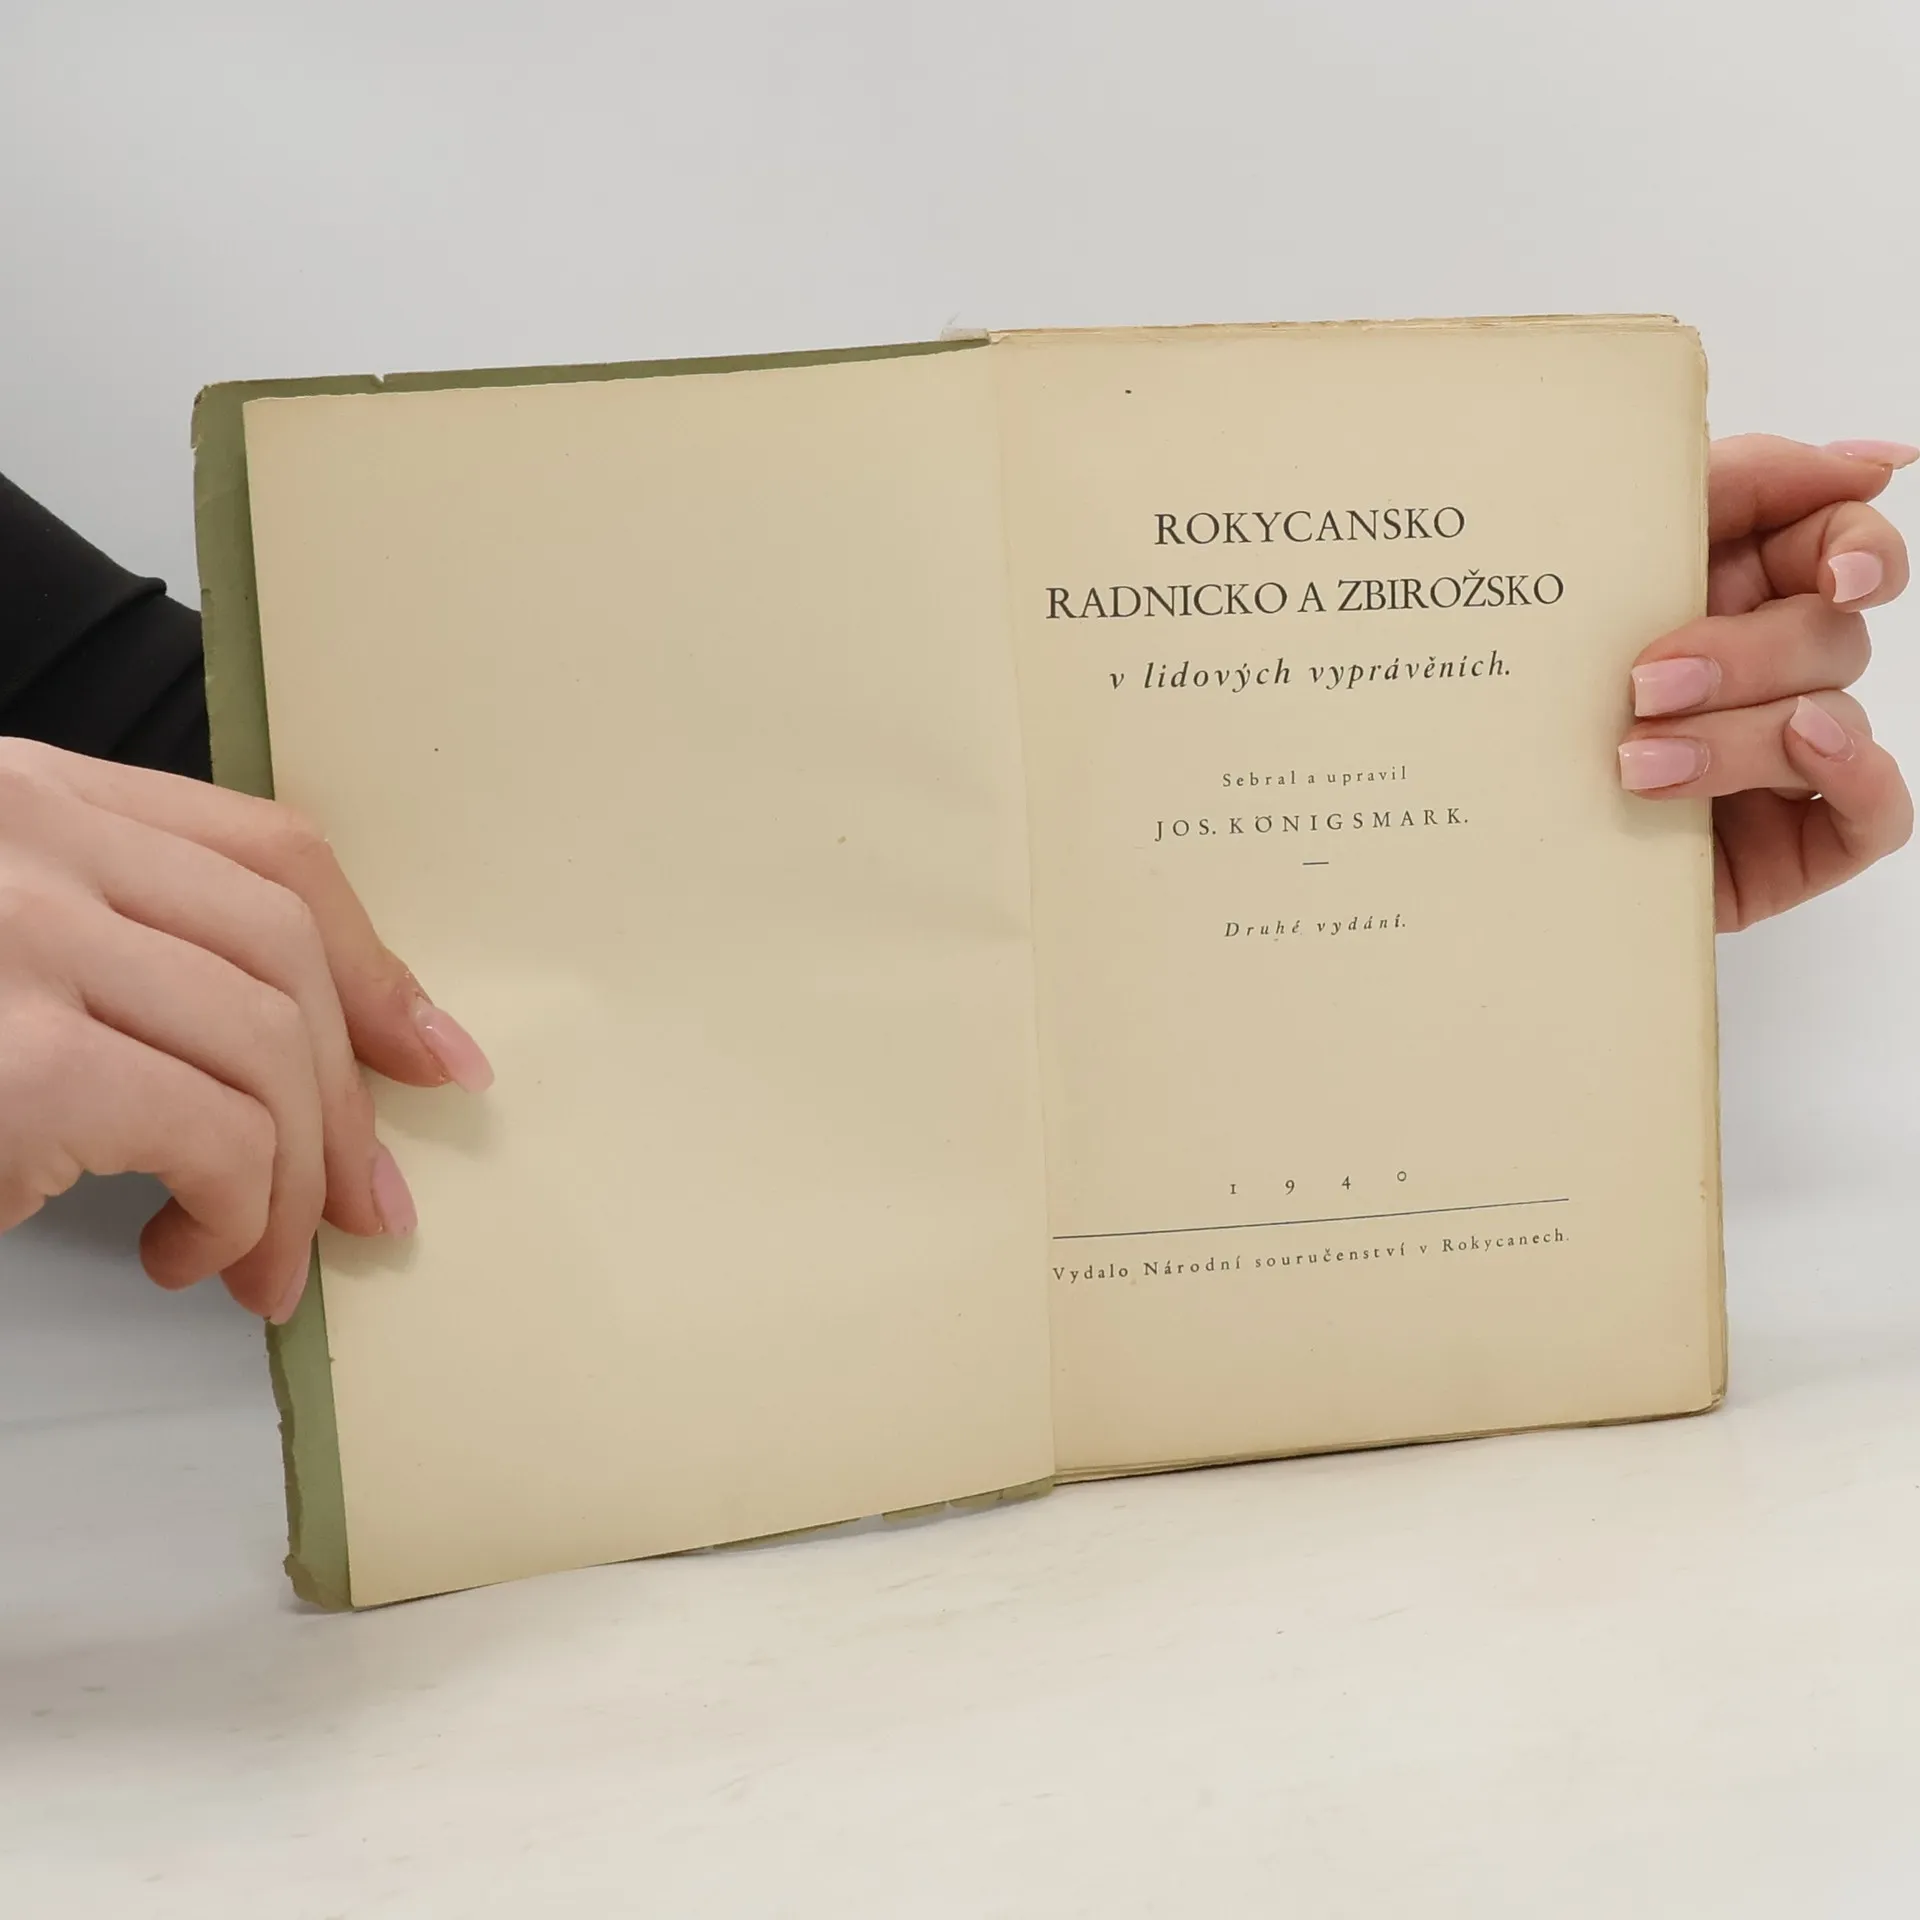 ROKYCANSKO
RADNICKO A ZBIROŽSKO
v lidových vyprávěních.
Sebral a upravil
JOS. KÖNIGSMARK.
Druhé vydání.
1940
Vydalo Národní souručenství v Rokycanech.